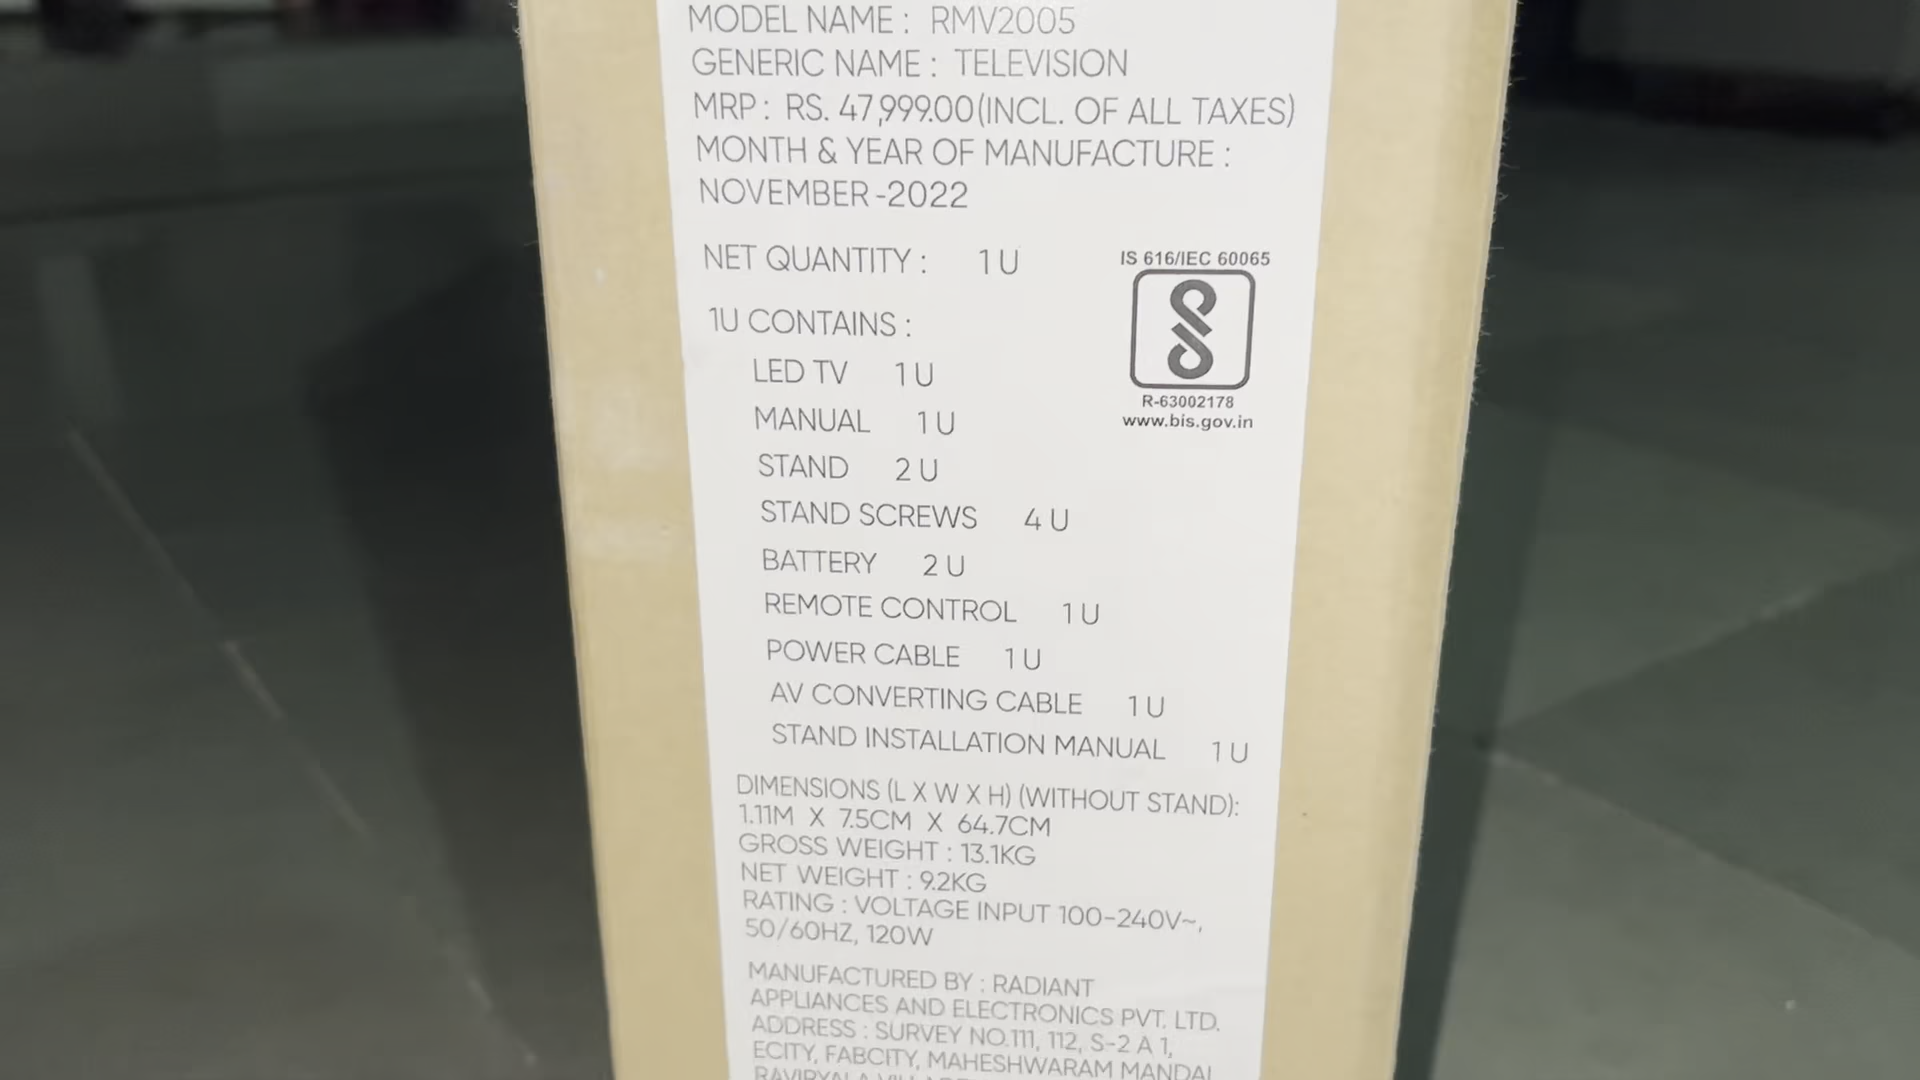 MODEL NAME : RMV2005
GENERIC NAME : TELEVISION
MRP : RS. 47,999.00(INCL. OF ALL TAXES)
MONTH & YEAR OF MANUFACTURE :
NOVEMBER-2022
NET QUANTITY : 1 U
IS 616/IEC 60065
R-63002178
www.bis.gov.in
1U CONTAINS :
LED TV 1 U
MANUAL 1 U
STAND 2 U
STAND SCREWS 4 U
BATTERY 2 U
REMOTE CONTROL 1 U
POWER CABLE 1 U
AV CONVERTING CABLE 1 U
STAND INSTALLATION MANUAL 1 U
DIMENSIONS (L X W X H) (WITHOUT STAND):
1.11M X 7.5CM X 64.7CM
GROSS WEIGHT : 13.1KG
NET WEIGHT : 9.2KG
RATING : VOLTAGE INPUT 100-240V~,
50/60HZ, 120W
MANUFACTURED BY : RADIANT
APPLIANCES AND ELECTRONICS PVT. LTD.
ADDRESS : SURVEY NO.111, 112, S-2 A 1,
ECITY, FABCITY, MAHESHWARAM MANDAL